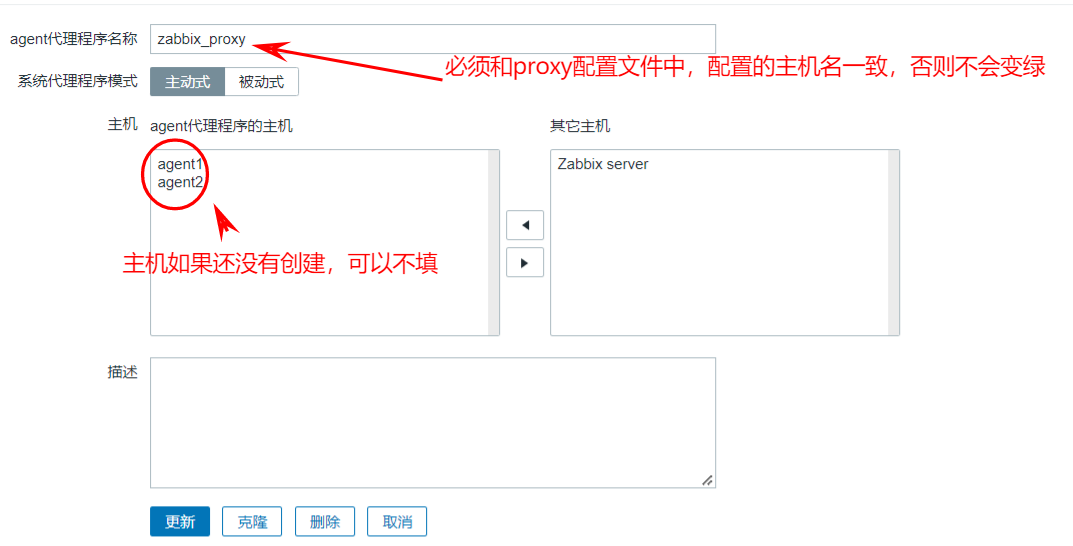 agent代理程序名称
zabbix_proxy
必须和proxy配置文件中，配置的主机名一致，否则不会变绿
系统代理程序模式
主动式 被动式
主机
agent代理程序的主机
其它主机
agent1
agent2
Zabbix server
主机如果还没有创建，可以不填
描述
更新 克隆 删除 取消